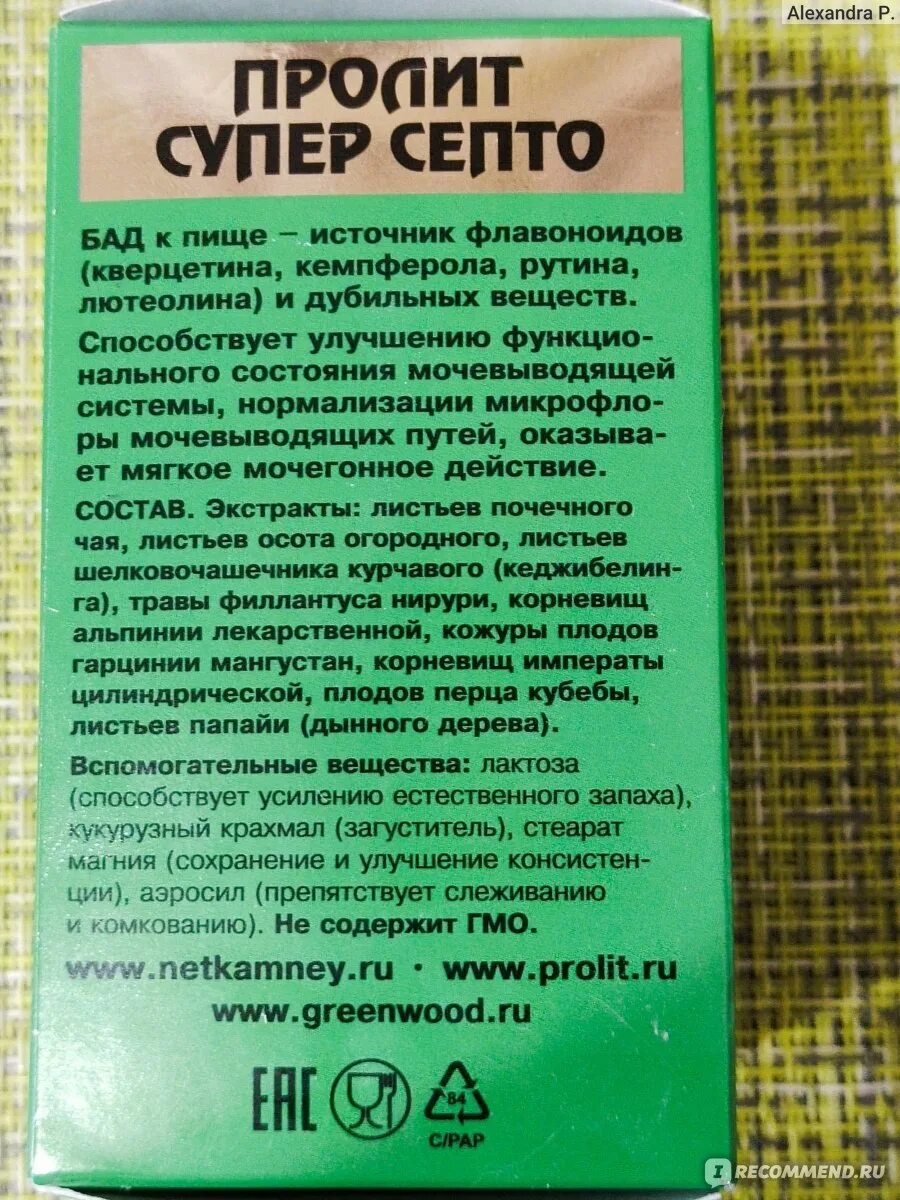 Alexandra P.
ПРОЛИТ
СУПЕР СЕПТО
БАД к пище – источник флавоноидов
(кверцетина, кемпферола, рутина,
лютеолина) и дубильных веществ.
Способствует улучшению функцио-
нального состояния мочевыводящей
системы, нормализации микрофло-
ры мочевыводящих путей, оказыва-
ет мягкое мочегонное действие.
СОСТАВ. Экстракты: листьев почечного
чая, листьев осота огородного, листьев
шелковочашечника курчавого (кеджибелин-
га), травы филлантуса нирури, корневищ
альпинии лекарственной, кожуры плодов
гарцинии мангустан, корневищ императы
цилиндрической, плодов перца кубебы,
листьев папайи (дынного дерева).
Вспомогательные вещества: лактоза
(способствует усилению естественного запаха),
кукурузный крахмал (загуститель), стеарат
магния (сохранение и улучшение консистен-
ции), аэросил (препятствует слеживанию
и комкованию). Не содержит ГМО.
www.netkamney.ru · www.prolit.ru
www.greenwood.ru
EAC
84
C/PAP
IRECOMMEND.RU